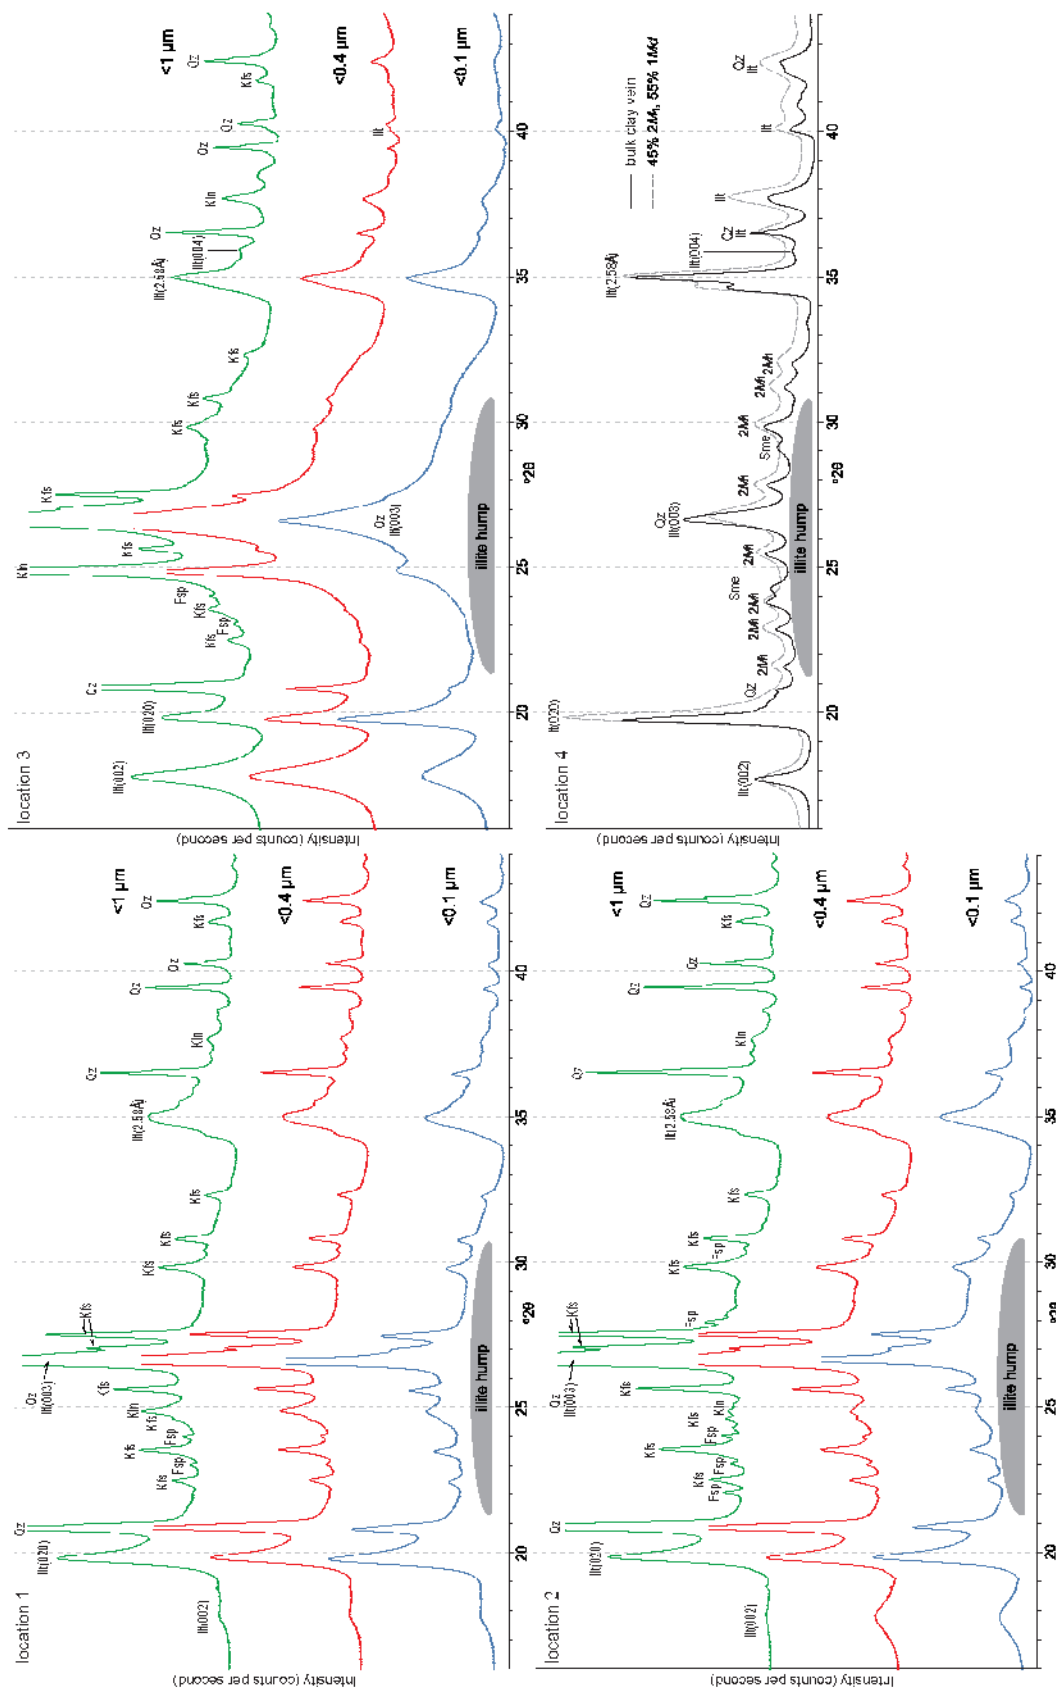 location 1
Intensity (counts per second)
Illt(002)
Ilt(020)
Qz
Kfs
Fsp
Kfs
Fsp
Kfs
Kln
Kfs
Qz
Ilt(003)
Kfs
Kfs
Kfs
Kfs
Ilt(2.58Å)
Qz
Kln
Qz
Qz
Kfs
Qz
<1 µm
<0.4 µm
<0.1 µm
illite hump
20
25
30
35
40
°2θ
location 2
Intensity (counts per second)
Ilt(002)
Ilt(020)
Qz
Fsp
Kfs
Fsp
Kfs
Fsp
Kfs
Kln
Kfs
Qz
Ilt(003)
Kfs
Fsp
Kfs
Fsp
Kfs
Kfs
Ilt(2.58Å)
Qz
Kln
Qz
Qz
Kfs
Qz
<1 µm
<0.4 µm
<0.1 µm
illite hump
20
25
30
35
40
°2θ
location 3
Intensity (counts per second)
Ilt(002)
Ilt(020)
Qz
Kfs
Fsp
Kfs
Fsp
Kln
Kfs
Kfs
Kfs
Kfs
Kfs
Ilt(2.58Å)
Ilt(004)
Qz
Kln
Qz
Qz
Kfs
Qz
<1 µm
<0.4 µm
Ilt
<0.1 µm
Qz
Ilt(003)
illite hump
20
25
30
35
40
°2θ
location 4
Intensity (counts per second)
Ilt(002)
Ilt(020)
Qz
2M₁
2M₁
2M₁
Sme
2M₁
Qz
Ilt(003)
2M₁
Sme
2M₁
2M₁
2M₁
Ilt(2.58Å)
Ilt(004)
Qz
Ilt
Ilt
Ilt
Qz
Ilt
bulk clay vein
45% 2M₁, 55% 1Md
illite hump
20
25
30
35
40
°2θ